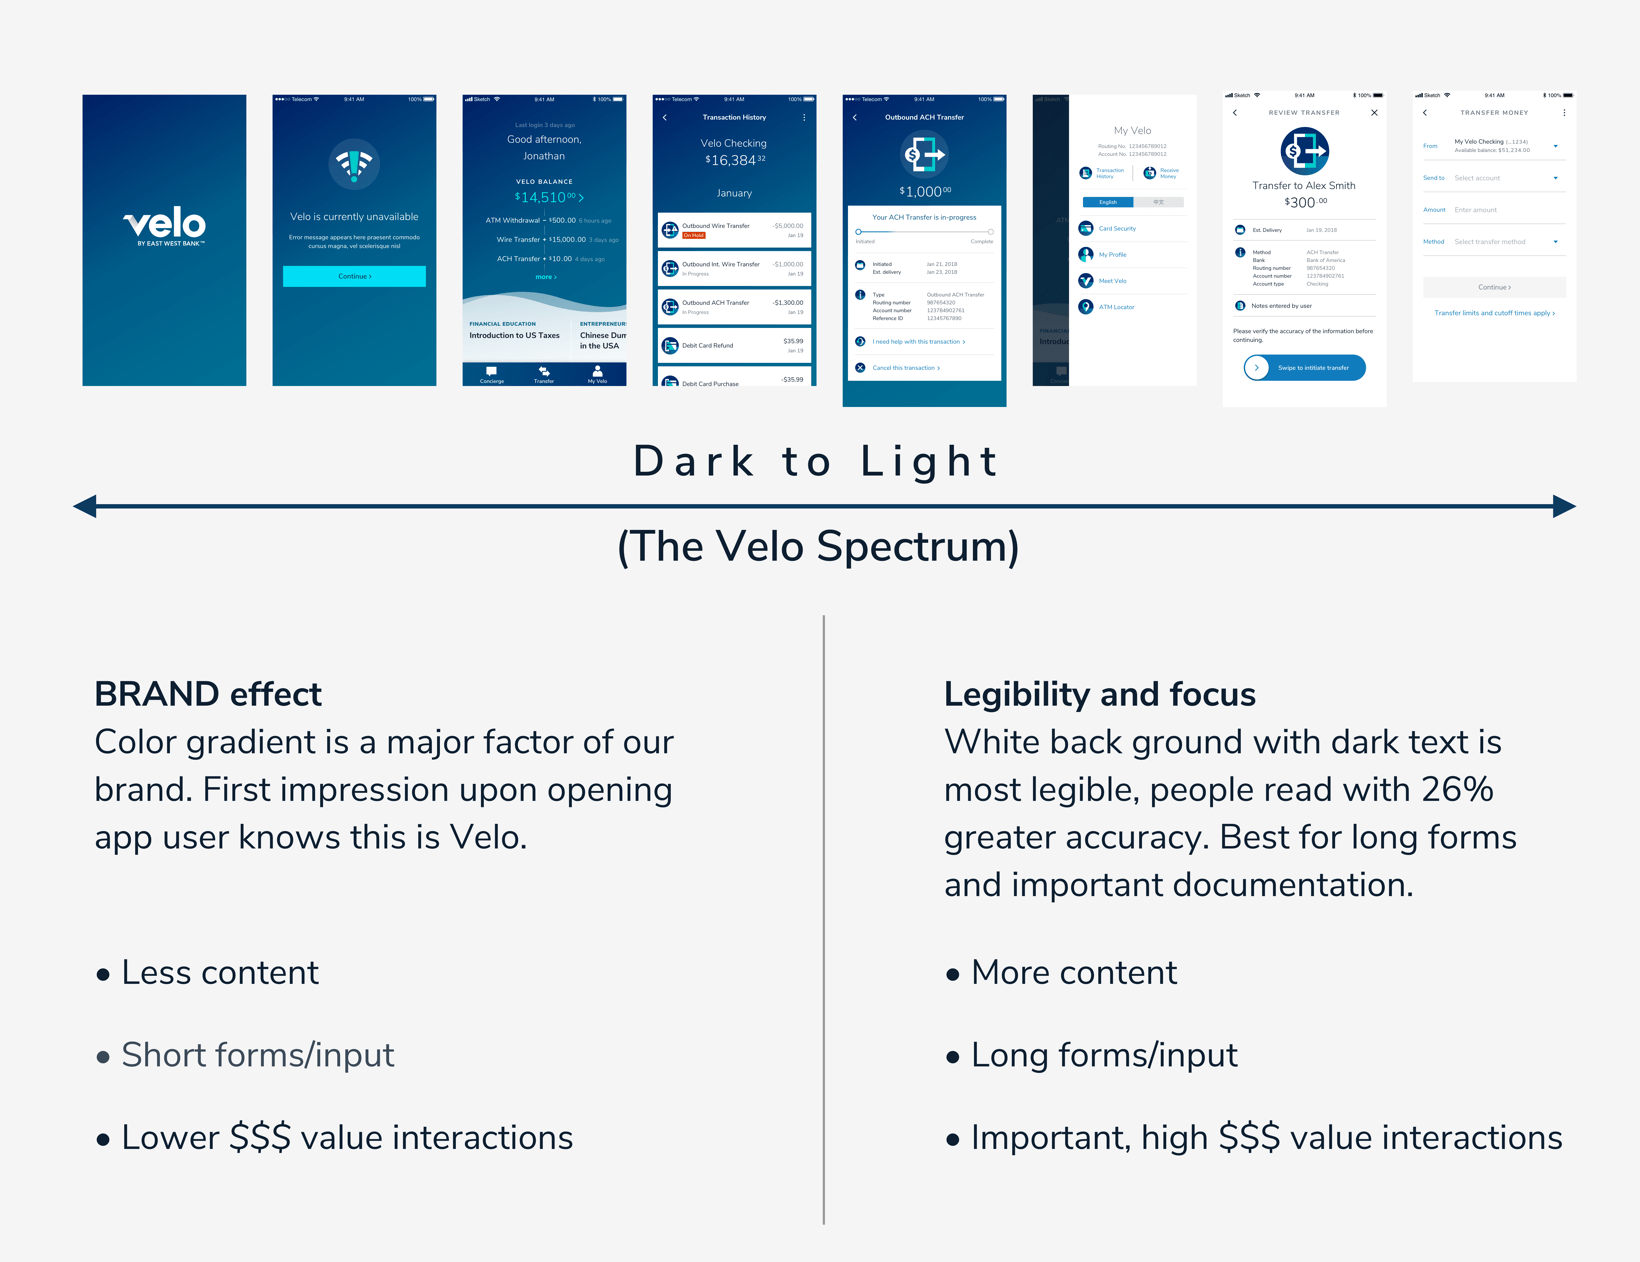 velo
BY EAST WEST BANK™
Telecom 9:41 AM 100%
Velo is currently unavailable
Error message appears here praesent commodo
cursus magna, vel scelerisque nisl
Continue >
Sketch 9:41 AM 100%
Last login 3 days ago
Good afternoon,
Jonathan
VELO BALANCE
$14,510.00 >
ATM Withdrawal – $500.00 6 hours ago
Wire Transfer + $15,000.00 3 days ago
ACH Transfer + $10.00 4 days ago
more >
FINANCIAL EDUCATION
Introduction to US Taxes
ENTREPRENEUR
Chinese Dum
in the USA
Concierge Transfer My Velo
Telecom 9:41 AM 100%
Transaction History
Velo Checking
$16,384 32
January
Outbound Wire Transfer -$5,000.00
On Hold Jan 19
Outbound Int. Wire Transfer -$1,000.00
In Progress Jan 19
Outbound ACH Transfer -$1,300.00
In Progress Jan 19
Debit Card Refund $35.99
Jan 19
Debit Card Purchase -$35.99
Telecom 9:41 AM 100%
Outbound ACH Transfer
$1,000 00
Your ACH Transfer is in-progress
Initiated Complete
Initiated Jan 21, 2018
Est. delivery Jan 23, 2018
Type Outbound ACH Transfer
Routing number 987654320
Account number 123784902761
Reference ID 12345767890
I need help with this transaction >
Cancel this transaction >
Sketch
My Velo
Routing No. 123456789012
Account No. 123456789012
Transaction
History
Receive
Money
English 中文
Card Security
My Profile
Meet Velo
ATM Locator
Sketch 9:41 AM 100%
REVIEW TRANSFER
Transfer to Alex Smith
$300.00
Est. Delivery Jan 19, 2018
Method ACH Transfer
Bank Bank of America
Routing number 987654320
Account number 123784902761
Account type Checking
Notes entered by user
Please verify the accuracy of the information before
continuing.
Swipe to intitiate transfer
Sketch 9:41 AM 100%
TRANSFER MONEY
From My Velo Checking (...1234)
Available balance: $51,234.00
Send to Select account
Amount Enter amount
Method Select transfer method
Continue >
Transfer limits and cutoff times apply >
Dark to Light
(The Velo Spectrum)
BRAND effect
Color gradient is a major factor of our
brand. First impression upon opening
app user knows this is Velo.
• Less content
• Short forms/input
• Lower $$$ value interactions
Legibility and focus
White back ground with dark text is
most legible, people read with 26%
greater accuracy. Best for long forms
and important documentation.
• More content
• Long forms/input
• Important, high $$$ value interactions